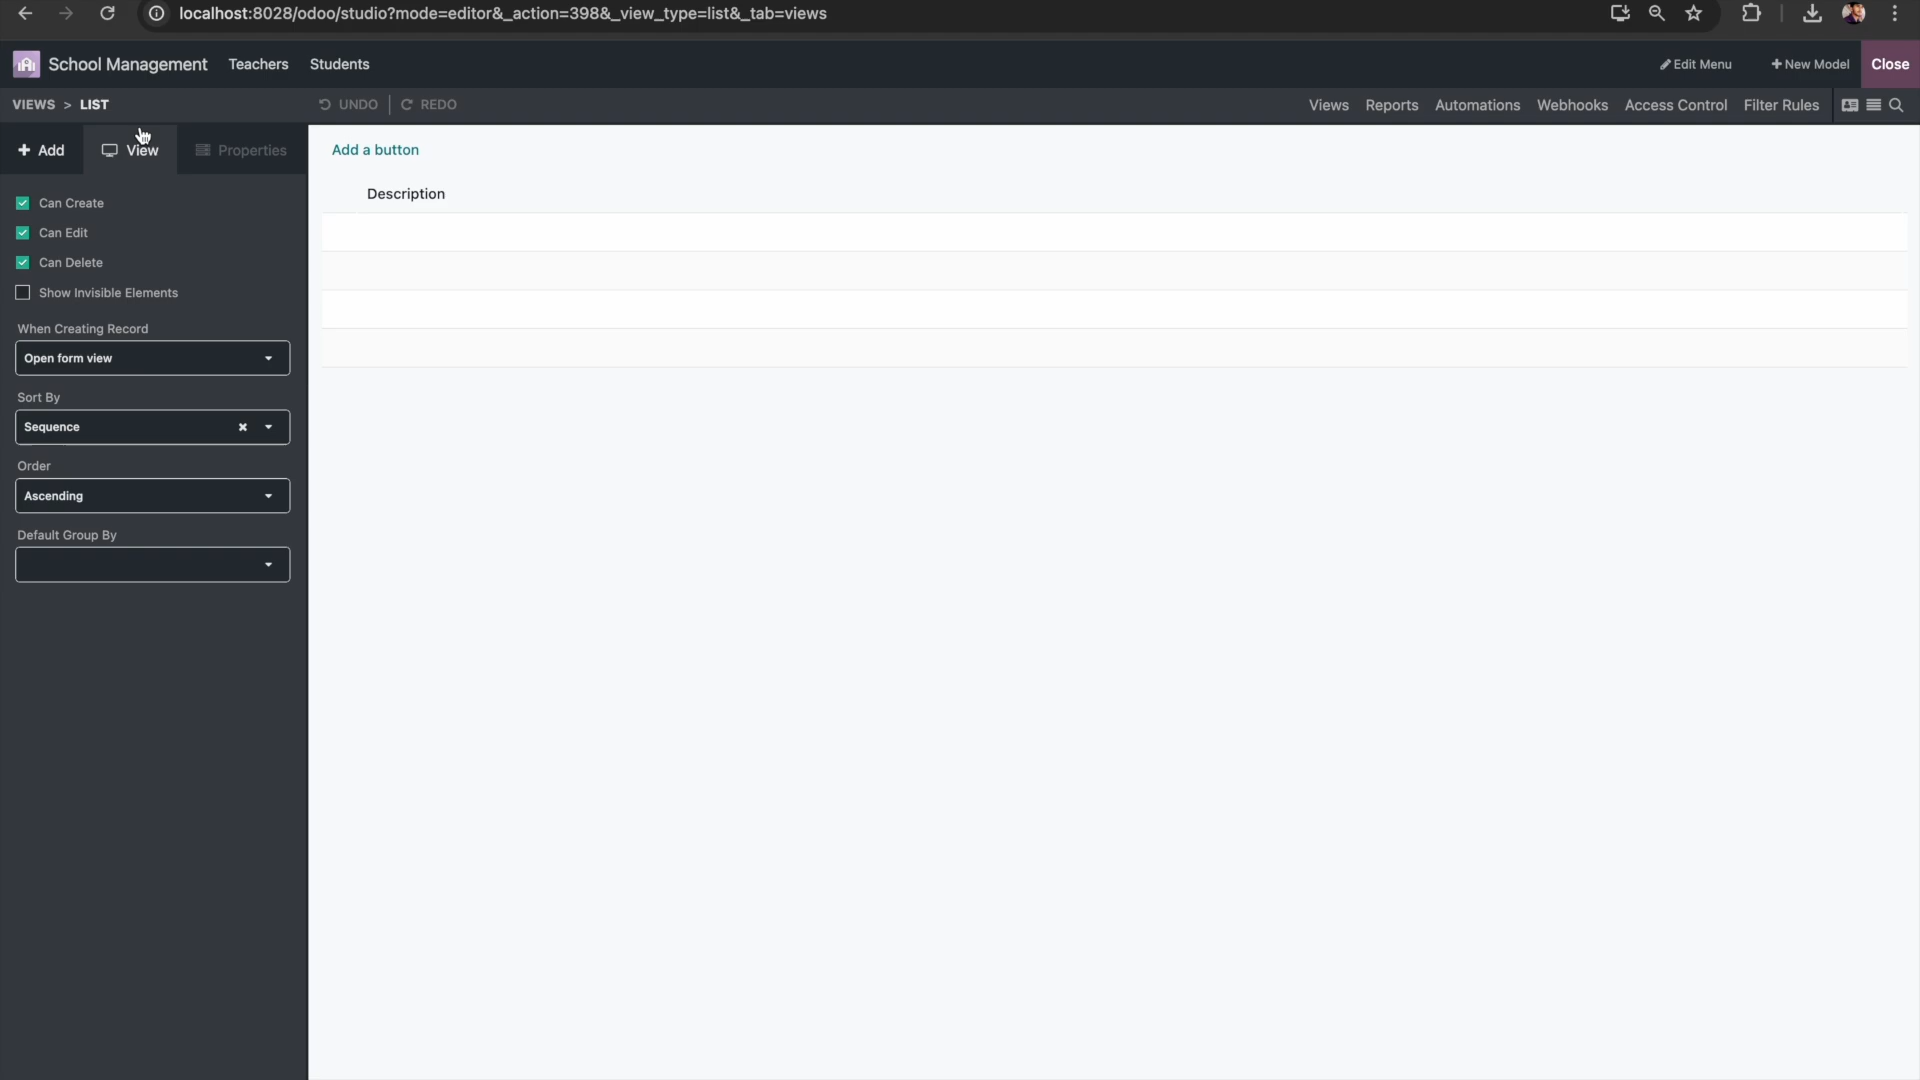 localhost:8028/odoo/studio?mode=editor&_action=398&_view_type=list&_tab=views
School Management Teachers Students Edit Menu New Model Close
VIEWS > LIST UNDO REDO Views Reports Automations Webhooks Access Control Filter Rules
Add View Properties Add a button
Description
Can Create
Can Edit
Can Delete
Show Invisible Elements
When Creating Record
Open form view
Sort By
Sequence
Order
Ascending
Default Group By